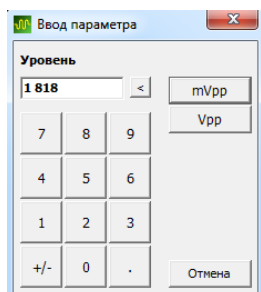 Ввод параметра
X
Уровень
1 818
<
mVpp
Vpp
7 8 9
4 5 6
1 2 3
+/- 0 .
Отмена